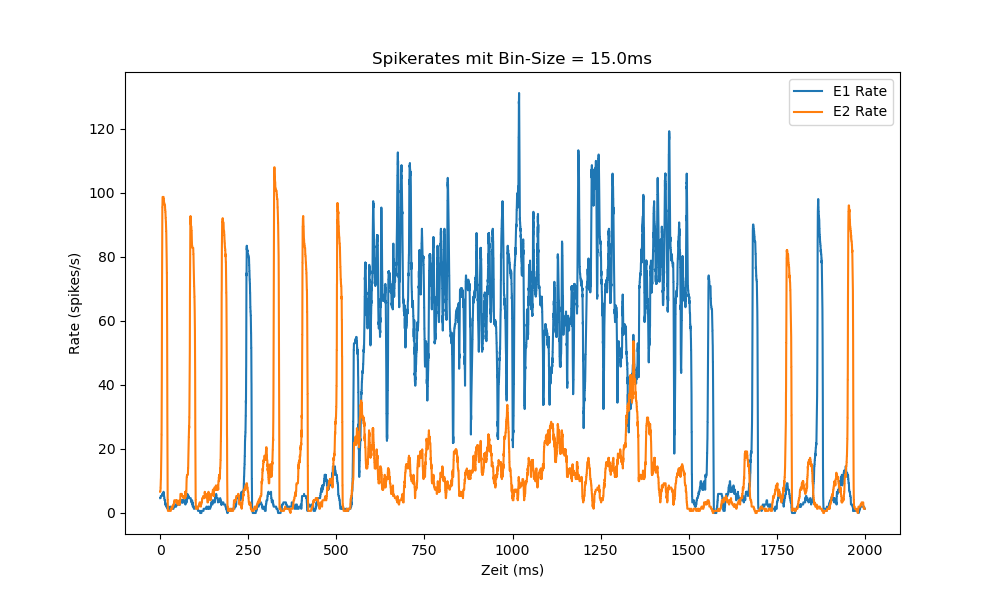 Spikerates mit Bin-Size = 15.0ms
E1 Rate
E2 Rate
Rate (spikes/s)
120
100
80
60
40
20
0
0 250 500 750 1000 1250 1500 1750 2000
Zeit (ms)